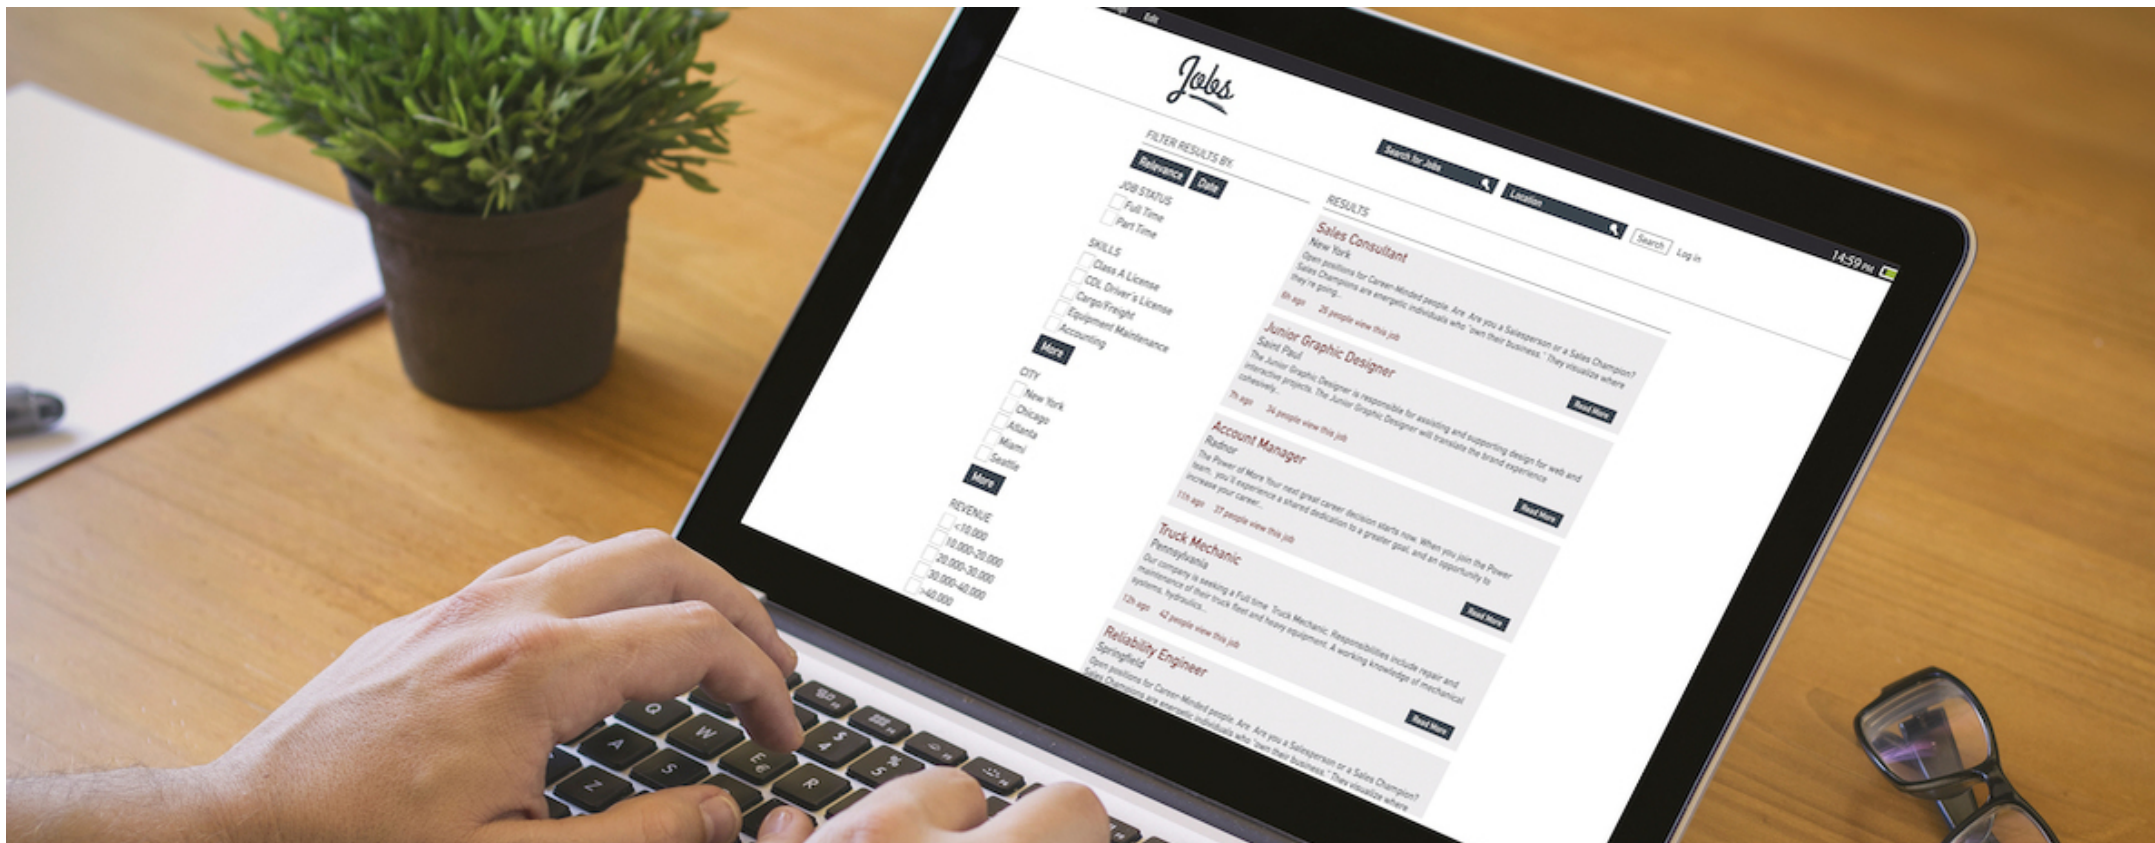 Edit
Jobs
Search for Jobs
Location
Search
Log in
14:59 PM
FILTER RESULTS BY:
Relevance
Date
JOB STATUS
Full Time
Part Time
SKILLS
Class A License
CDL Driver's License
Cargo/Freight
Equipment Maintenance
Accounting
More
CITY
New York
Chicago
Atlanta
Miami
Seattle
More
REVENUE
<10,000
10,000-20,000
20,000-30,000
30,000-40,000
>40,000
RESULTS
Sales Consultant
New York
Open positions for Career-Minded people. Are Are you a Salesperson or a Sales Champion?
Sales Champions are energetic individuals who "own their business." They visualize where
they're going...
6h ago 25 people view this job
Read More
Junior Graphic Designer
Saint Paul
The Junior Graphic Designer is responsible for assisting and supporting design for web and
interactive projects. The Junior Graphic Designer will translate the brand experience
cohesively...
7h ago 34 people view this job
Read More
Account Manager
Radnor
The Power of More Your next great career decision starts now. When you join the Power
team, you'll experience a shared dedication to a greater goal, and an opportunity to
increase your career...
11h ago 37 people view this job
Read More
Truck Mechanic
Pennsylvania
Our company is seeking a Full time Truck Mechanic. Responsibilities include repair and
maintenance of their truck fleet and heavy equipment. A working knowledge of mechanical
systems, hydraulics...
12h ago 42 people view this job
Read More
Reliability Engineer
Springfield
Open positions for Career-Minded people. Are Are you a Salesperson or a Sales Champion?
Sales Champions are energetic individuals who "own their business." They visualize where
Q
W
E
€
R
$
4
%
5
A
S
Z